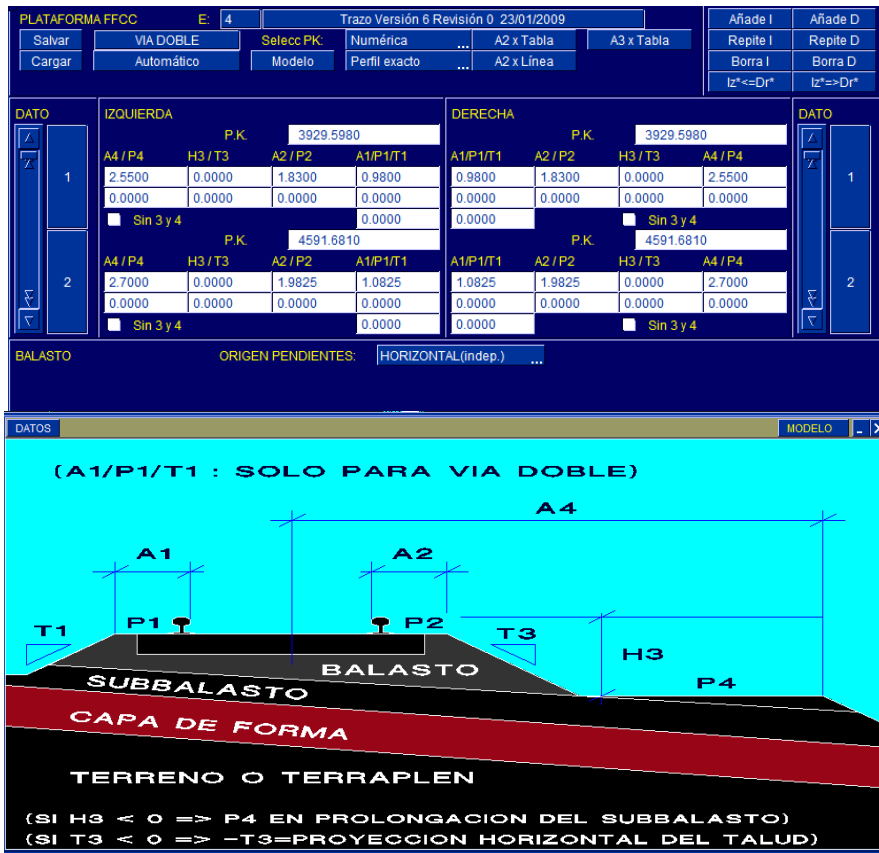 PLATAFORMA FFCC E: 4 Trazo Versión 6 Revisión 0 23/01/2009 Añade I Añade D
Salvar VIA DOBLE Selecc PK: Numérica ... A2 x Tabla A3 x Tabla Repite I Repite D
Cargar Automático Modelo Perfil exacto ... A2 x Línea Borra I Borra D
Iz*<=Dr* Iz*=>Dr*
DATO IZQUIERDA DERECHA DATO
P.K. 3929.5980 P.K. 3929.5980
A4 / P4 H3 / T3 A2 / P2 A1/P1/T1 A1/P1/T1 A2 / P2 H3 / T3 A4 / P4
1 2.5500 0.0000 1.8300 0.9800 0.9800 1.8300 0.0000 2.5500 1
0.0000 0.0000 0.0000 0.0000 0.0000 0.0000 0.0000 0.0000
Sin 3 y 4 0.0000 0.0000 Sin 3 y 4
P.K. 4591.6810 P.K. 4591.6810
A4 / P4 H3 / T3 A2 / P2 A1/P1/T1 A1/P1/T1 A2 / P2 H3 / T3 A4 / P4
2 2.7000 0.0000 1.9825 1.0825 1.0825 1.9825 0.0000 2.7000 2
0.0000 0.0000 0.0000 0.0000 0.0000 0.0000 0.0000 0.0000
Sin 3 y 4 0.0000 0.0000 Sin 3 y 4
BALASTO ORIGEN PENDIENTES: HORIZONTAL(indep.) ...
DATOS MODELO
(A1/P1/T1 : SOLO PARA VIA DOBLE)
A4
A1 A2
T1 P1 P2 T3
H3
BALASTO
SUBBALASTO P4
CAPA DE FORMA
TERRENO O TERRAPLEN
(SI H3 < 0 => P4 EN PROLONGACION DEL SUBBALASTO)
(SI T3 < 0 => -T3=PROYECCION HORIZONTAL DEL TALUD)